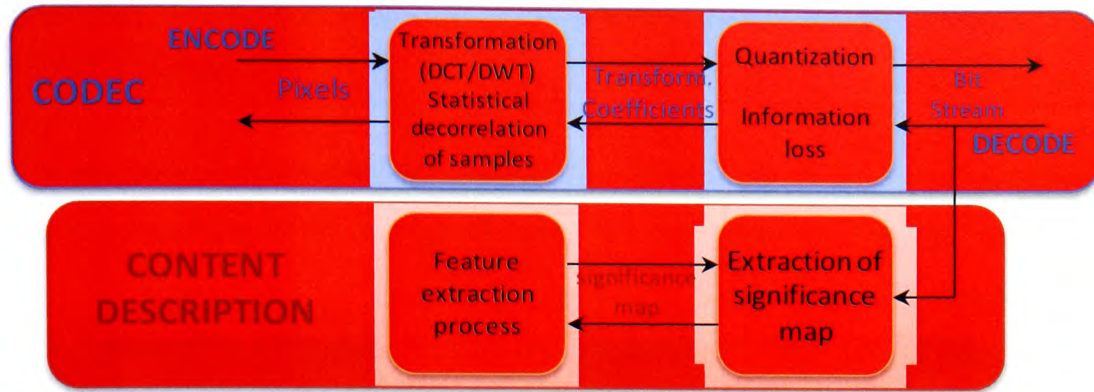 CODEC
ENCODE
Pixels
Transformation
(DCT/DWT)
Statistical
decorrelation
of samples
Transform.
Coefficients
Quantization
Information
loss
Bit
Stream
DECODE
CONTENT
DESCRIPTION
Feature
extraction
process
significance
map
Extraction of
significance
map